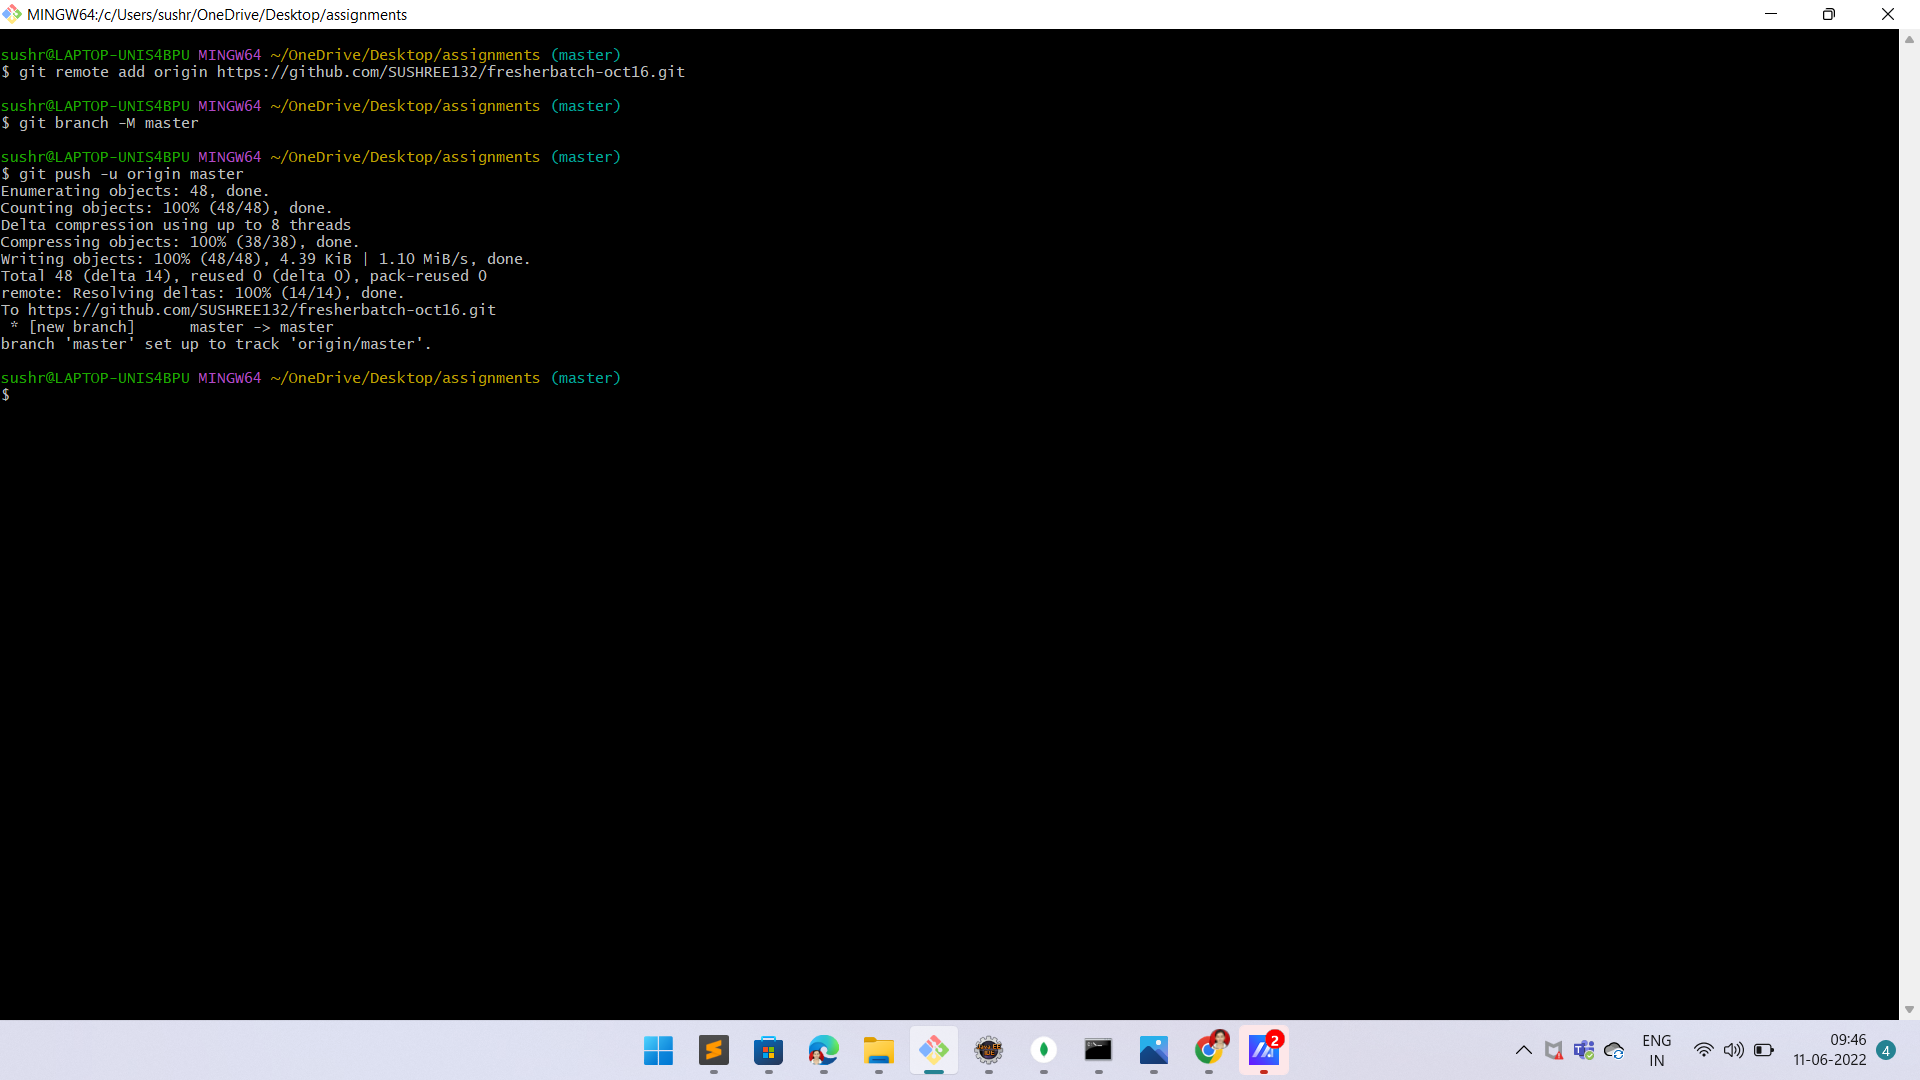 MINGW64:/c/Users/sushr/OneDrive/Desktop/assignments
sushr@LAPTOP-UNIS4BPU MINGW64 ~/OneDrive/Desktop/assignments (master)
$ git remote add origin https://github.com/SUSHREE132/fresherbatch-oct16.git
sushr@LAPTOP-UNIS4BPU MINGW64 ~/OneDrive/Desktop/assignments (master)
$ git branch -M master
sushr@LAPTOP-UNIS4BPU MINGW64 ~/OneDrive/Desktop/assignments (master)
$ git push -u origin master
Enumerating objects: 48, done.
Counting objects: 100% (48/48), done.
Delta compression using up to 8 threads
Compressing objects: 100% (38/38), done.
Writing objects: 100% (48/48), 4.39 KiB | 1.10 MiB/s, done.
Total 48 (delta 14), reused 0 (delta 0), pack-reused 0
remote: Resolving deltas: 100% (14/14), done.
To https://github.com/SUSHREE132/fresherbatch-oct16.git
 * [new branch]      master -> master
branch 'master' set up to track 'origin/master'.
sushr@LAPTOP-UNIS4BPU MINGW64 ~/OneDrive/Desktop/assignments (master)
$
2
ENG
IN
09:46
11-06-2022
4